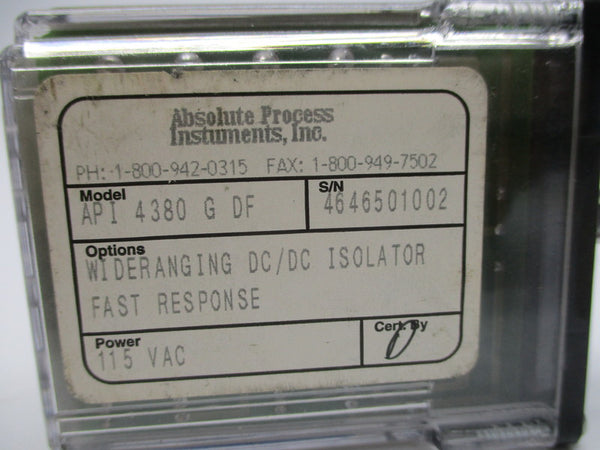 Absolute Process
Instuments, Inc.
PH: 1-800-942-0315 FAX: 1-800-949-7502
Model
API 4380 G DF
S/N
4646501002
Options
WIDERANGING DC/DC ISOLATOR
FAST RESPONSE
Power
115 VAC
Cert. By